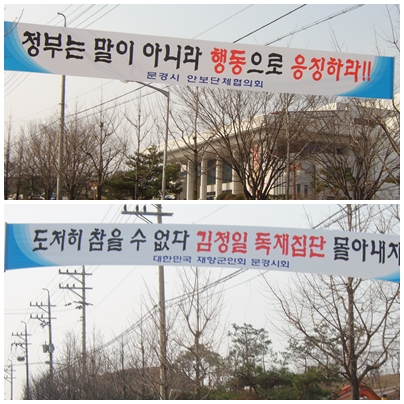 정부는 말이 아니라 행동으로 응징하라!!
문경시 안보단체협의회
도저히 참을 수 없다 김정일 독재집단 몰아내자
대한민국 재향군인회 문경시회